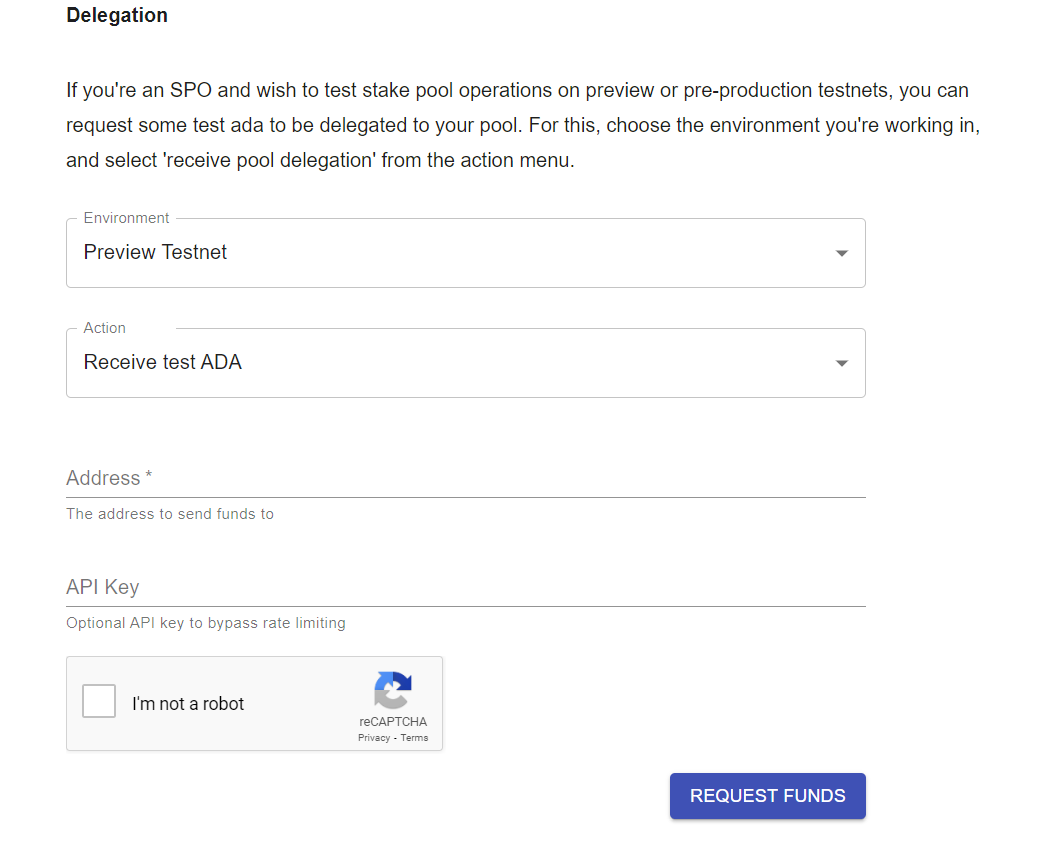 Delegation
If you're an SPO and wish to test stake pool operations on preview or pre-production testnets, you can
request some test ada to be delegated to your pool. For this, choose the environment you're working in,
and select 'receive pool delegation' from the action menu.
Environment
Preview Testnet
Action
Receive test ADA
Address *
The address to send funds to
API Key
Optional API key to bypass rate limiting
I'm not a robot
reCAPTCHA
Privacy - Terms
REQUEST FUNDS